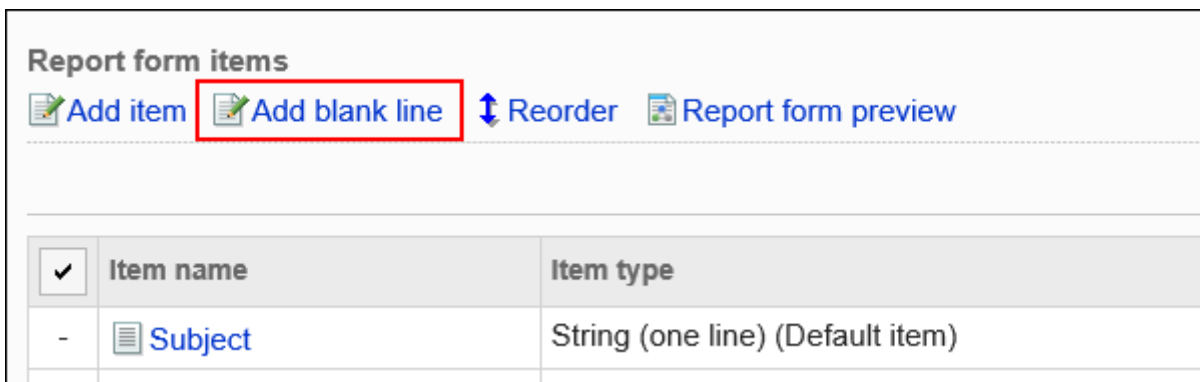 Report form items
Add item Add blank line Reorder Report form preview
Item name Item type
- Subject String (one line) (Default item)